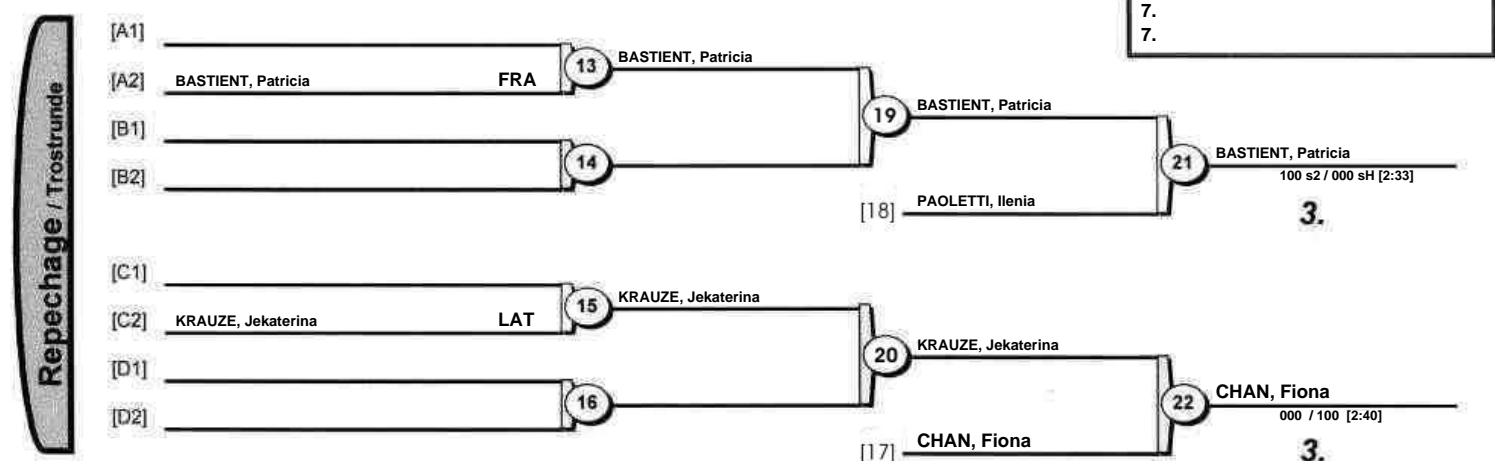 7.
7.
Repechage / Trostrunde
[A1]
[A2] BASTIENT, Patricia FRA
13
BASTIENT, Patricia
[B1]
[B2]
14
19
BASTIENT, Patricia
[18] PAOLETTI, Ilenia
21
BASTIENT, Patricia
100 s2 / 000 sH [2:33]
3.
[C1]
[C2] KRAUZE, Jekaterina LAT
15
KRAUZE, Jekaterina
[D1]
[D2]
16
20
KRAUZE, Jekaterina
[17] CHAN, Fiona
22
CHAN, Fiona
000 / 100 [2:40]
3.